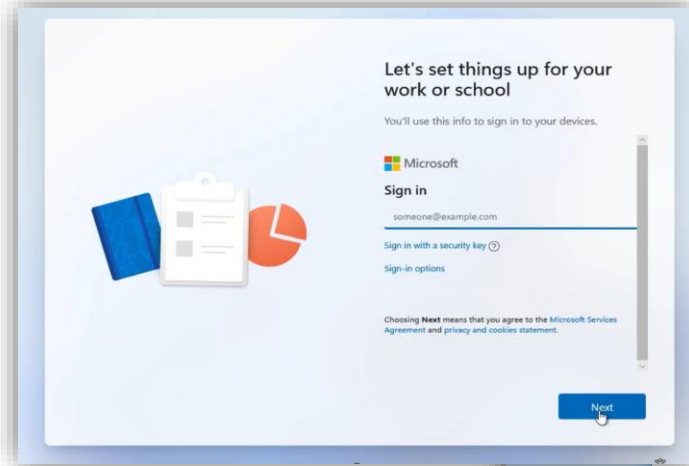 Let's set things up for your
work or school
You'll use this info to sign in to your devices.
Microsoft
Sign in
someone@example.com
Sign in with a security key
Sign-in options
Choosing Next means that you agree to the Microsoft Services
Agreement and privacy and cookies statement.
Next